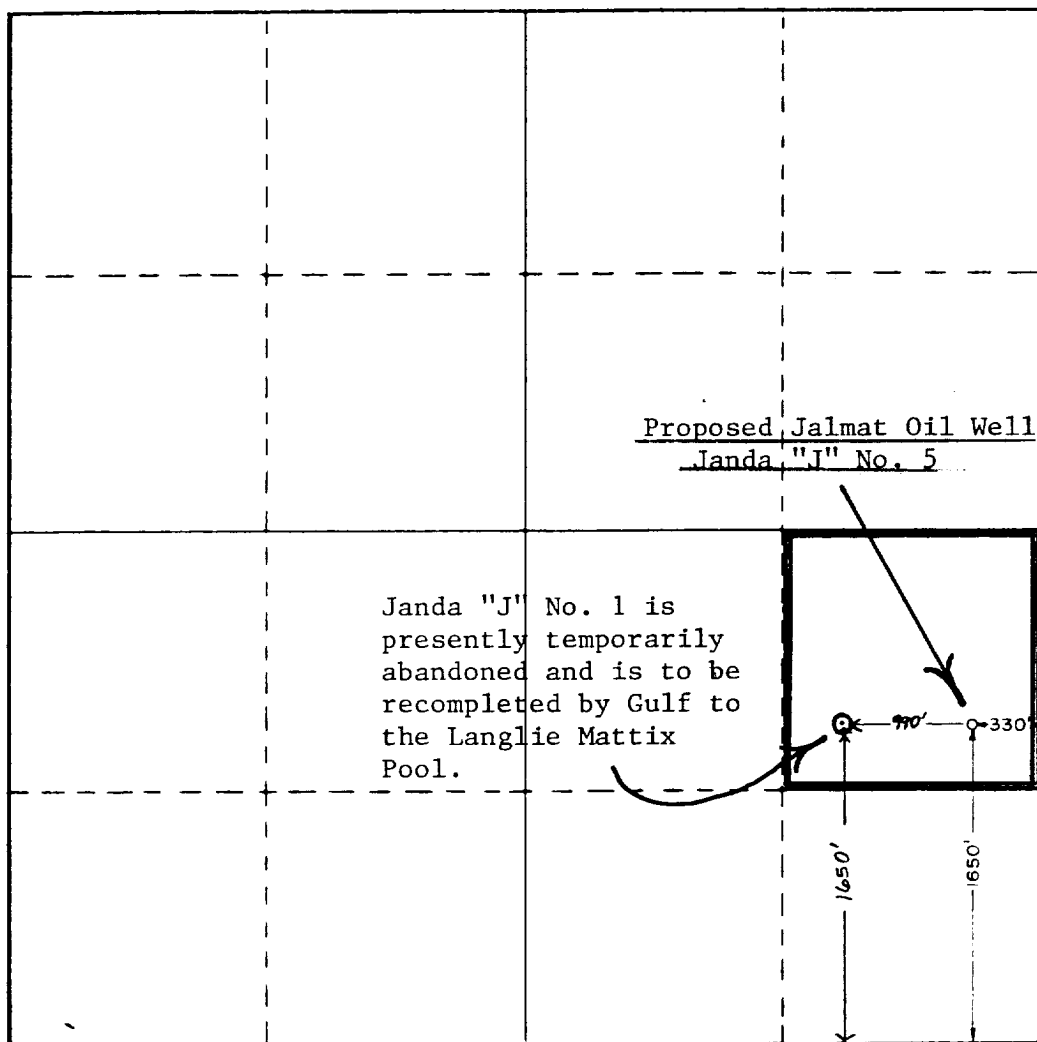 Proposed Jalmat Oil Well
Janda "J" No. 5
Janda "J" No. 1 is
presently temporarily
abandoned and is to be
recompleted by Gulf to
the Langlie Mattix
Pool.
990'
330'
1650'
1650'